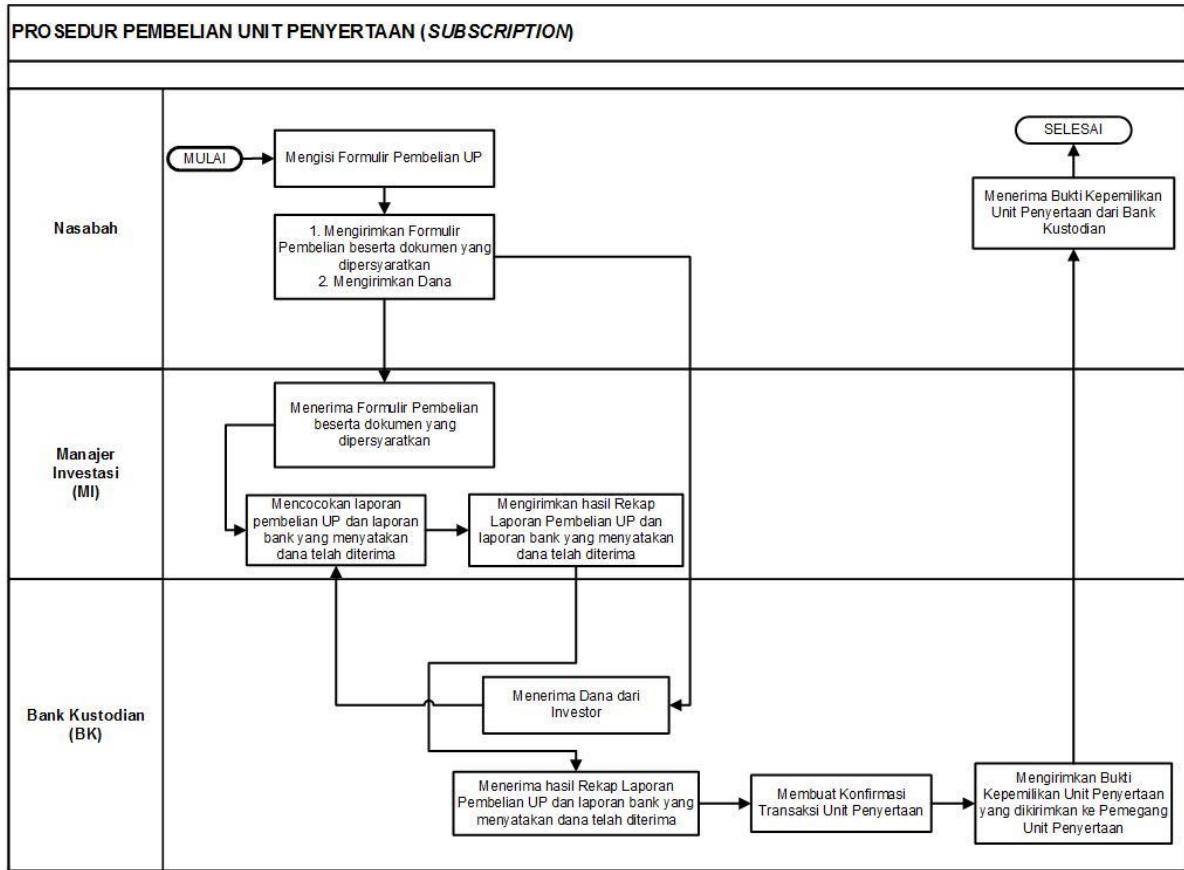 PROSEDUR PEMBELIAN UNIT PENYERTAAN (SUBSCRIPTION)
Nasabah
MULAI
Mengisi Formulir Pembelian UP
1. Mengirimkan Formulir
Pembelian beserta dokumen yang
dipersyaratkan
2. Mengirimkan Dana
SELESAI
Menerima Bukti Kepemilikan
Unit Penyertaan dari Bank
Kustodian
Manajer
Investasi
(MI)
Menerima Formulir Pembelian
beserta dokumen yang
dipersyaratkan
Mencocokan laporan
pembelian UP dan laporan
bank yang menyatakan
dana telah diterima
Mengirimkan hasil Rekap
Laporan Pembelian UP dan
laporan bank yang menyatakan
dana telah diterima
Bank Kustodian
(BK)
Menerima Dana dari
Investor
Menerima hasil Rekap Laporan
Pembelian UP dan laporan bank yang
menyatakan dana telah diterima
Membuat Konfirmasi
Transaksi Unit Penyertaan
Mengirimkan Bukti
Kepemilikan Unit Penyertaan
yang dikirimkan ke Pemegang
Unit Penyertaan